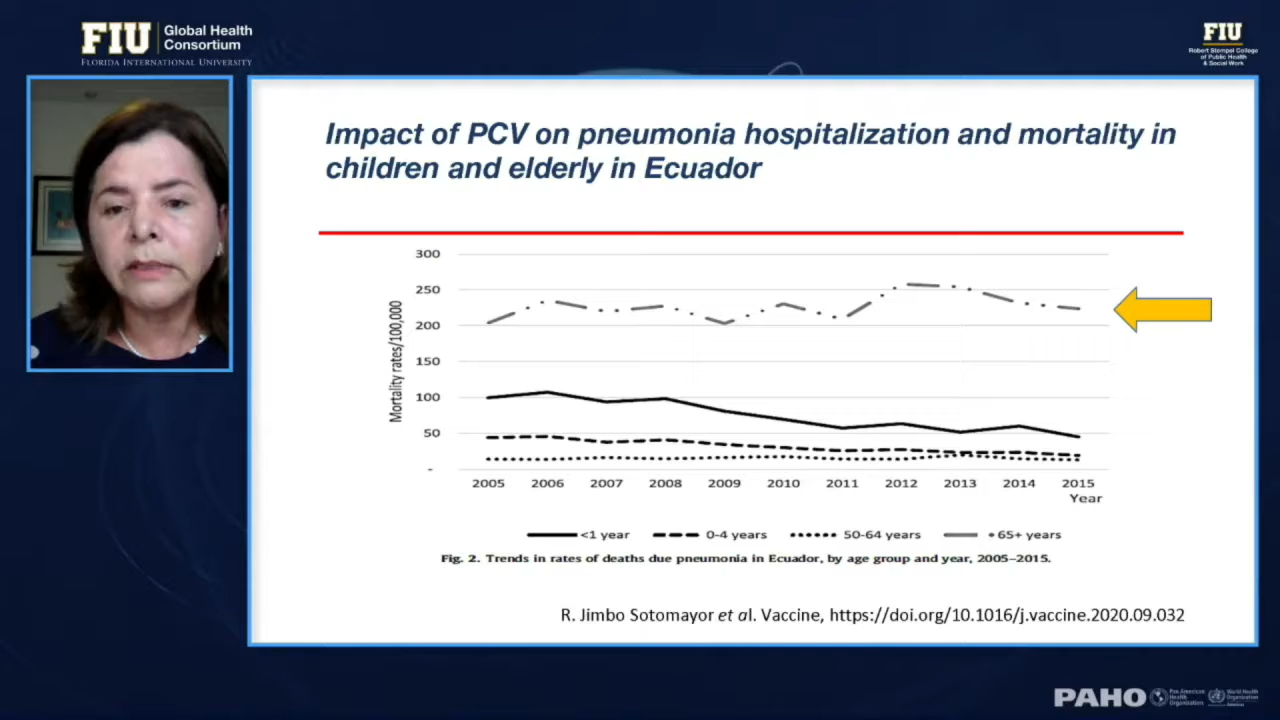 FIU
Global Health
Consortium
FLORIDA INTERNATIONAL UNIVERSITY
FIU
Robert Stempel College
of Public Health
& Social Work
Impact of PCV on pneumonia hospitalization and mortality in
children and elderly in Ecuador
Mortality rates/100,000
300
250
200
150
100
50
-
2005 2006 2007 2008 2009 2010 2011 2012 2013 2014 2015
Year
<1 year 0-4 years 50-64 years 65+ years
Fig. 2. Trends in rates of deaths due pneumonia in Ecuador, by age group and year, 2005–2015.
R. Jimbo Sotomayor et al. Vaccine, https://doi.org/10.1016/j.vaccine.2020.09.032
PAHO
Pan American
Health
Organization
World Health
Organization
Americas